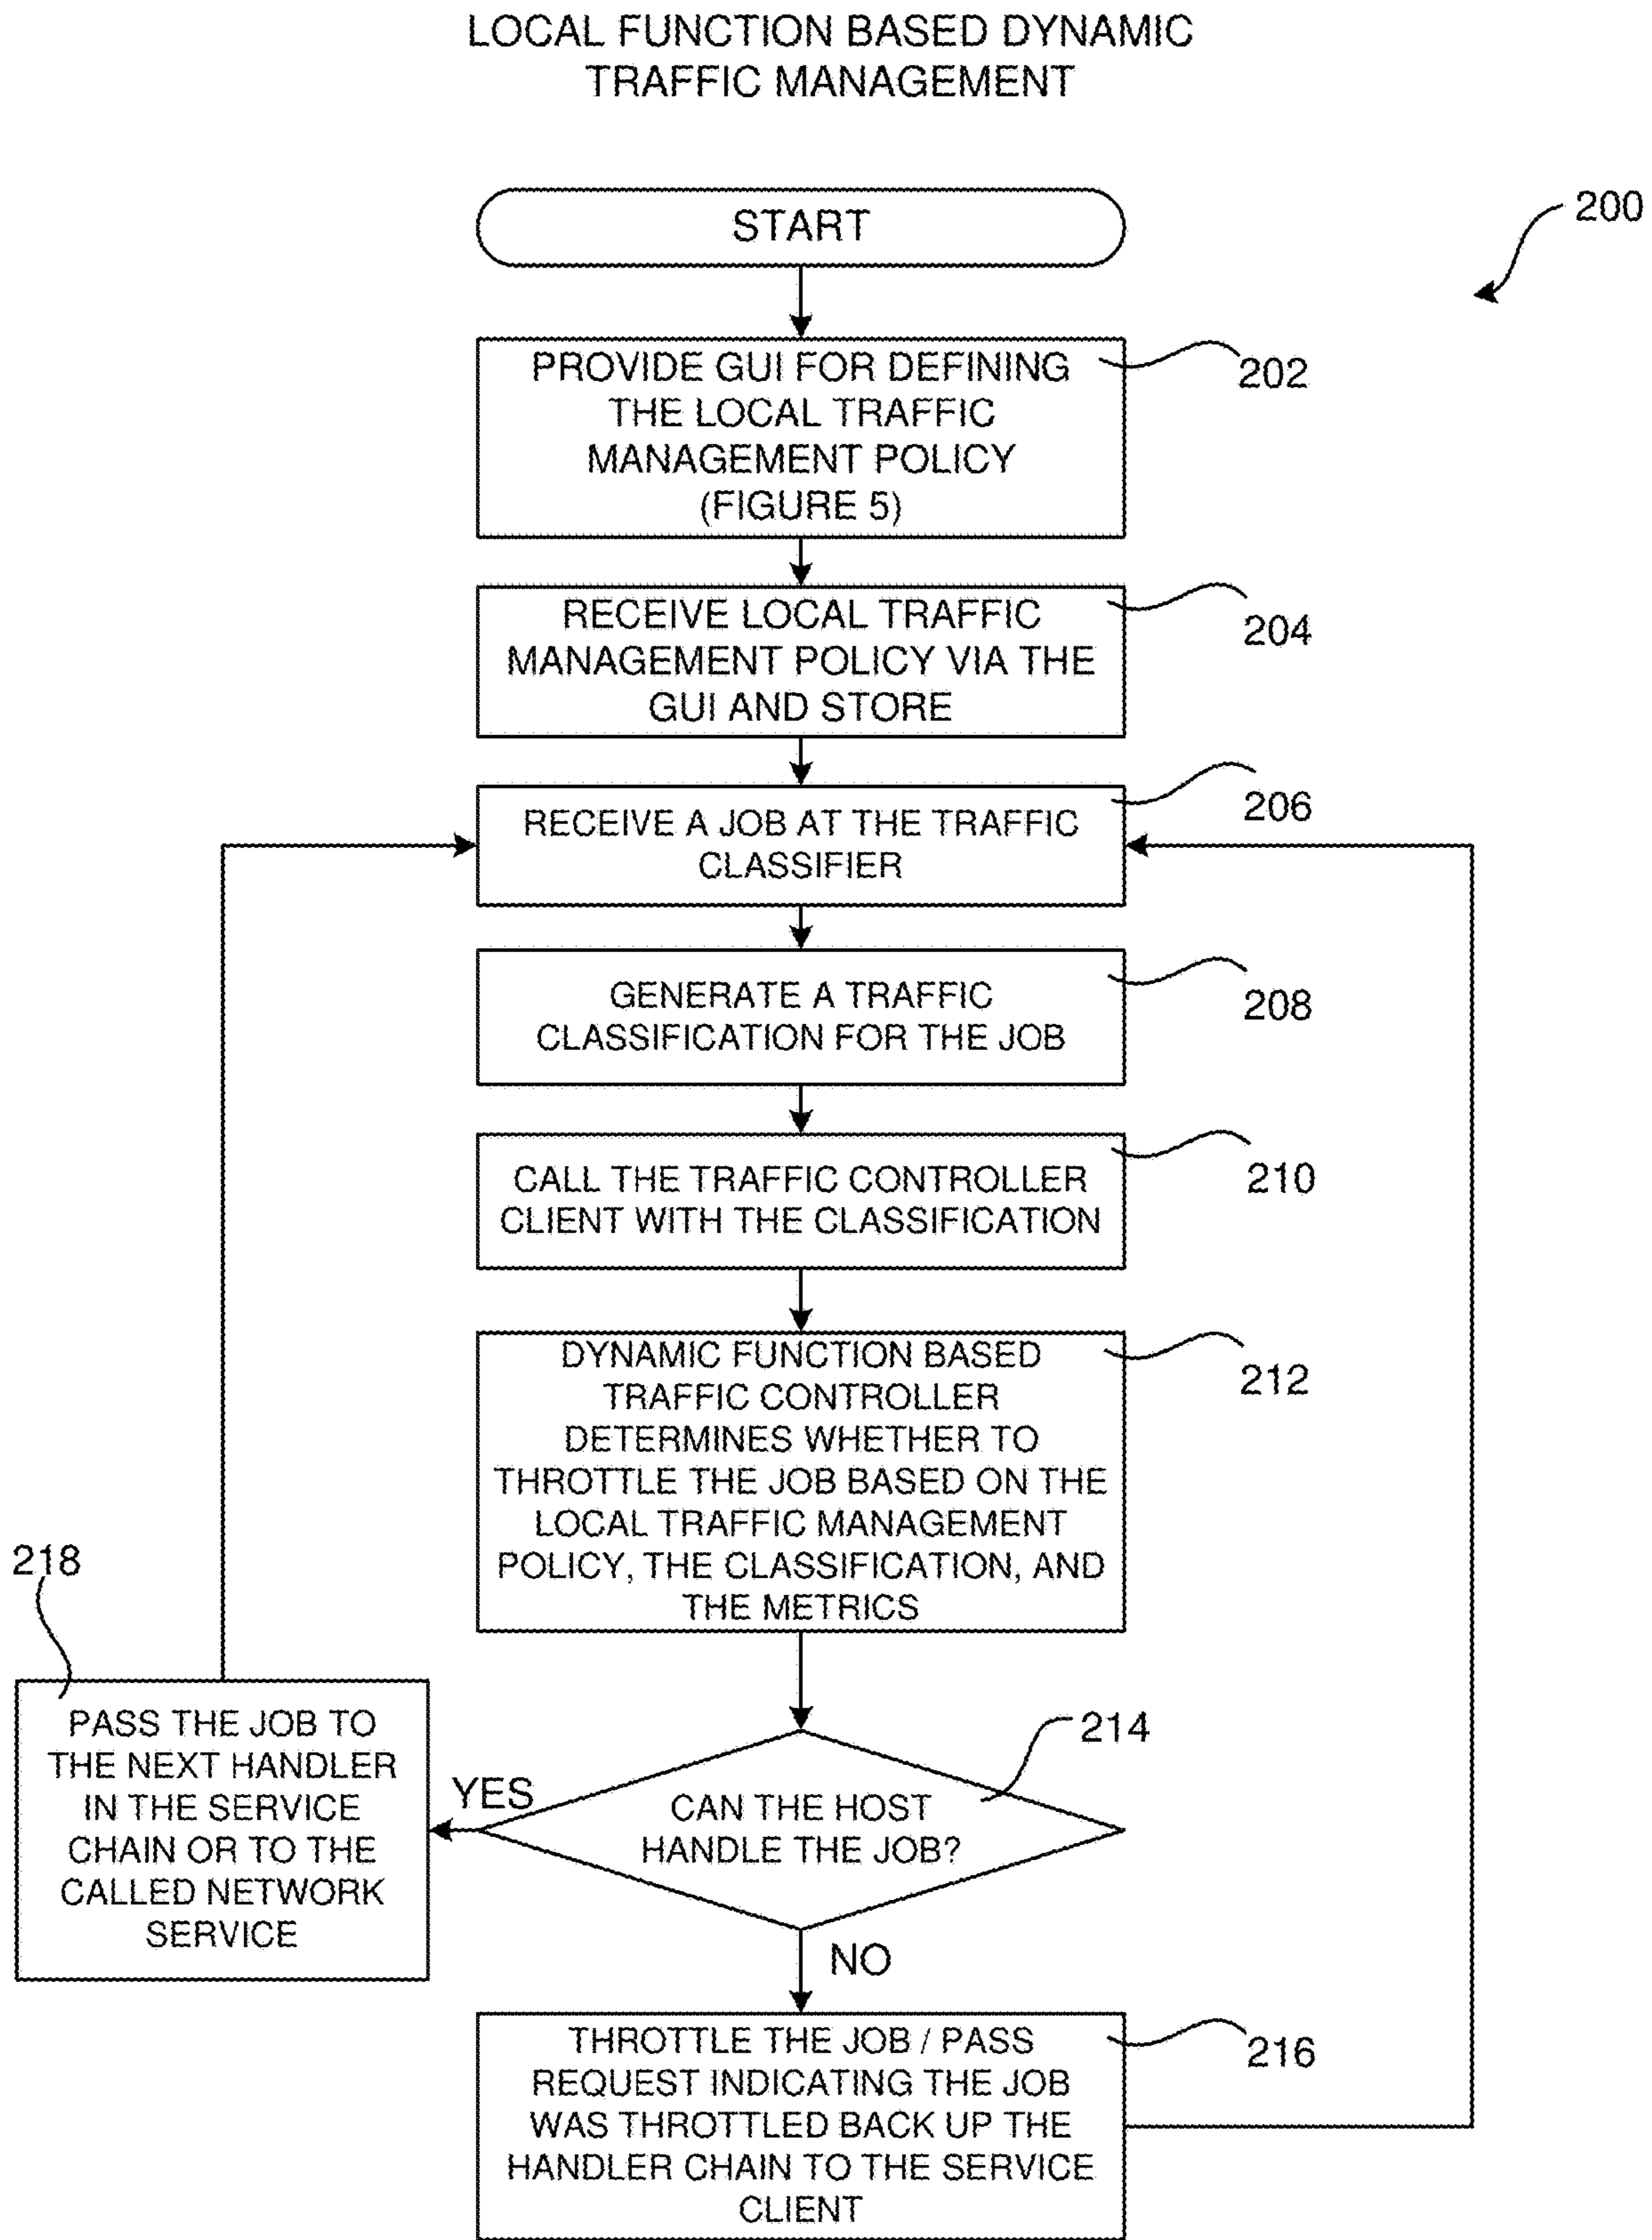 LOCAL FUNCTION BASED DYNAMIC
TRAFFIC MANAGEMENT
START
200
PROVIDE GUI FOR DEFINING
THE LOCAL TRAFFIC
MANAGEMENT POLICY
(FIGURE 5)
202
RECEIVE LOCAL TRAFFIC
MANAGEMENT POLICY VIA THE
GUI AND STORE
204
RECEIVE A JOB AT THE TRAFFIC
CLASSIFIER
206
GENERATE A TRAFFIC
CLASSIFICATION FOR THE JOB
208
CALL THE TRAFFIC CONTROLLER
CLIENT WITH THE CLASSIFICATION
210
DYNAMIC FUNCTION BASED
TRAFFIC CONTROLLER
DETERMINES WHETHER TO
THROTTLE THE JOB BASED ON THE
LOCAL TRAFFIC MANAGEMENT
POLICY, THE CLASSIFICATION, AND
THE METRICS
212
218
PASS THE JOB TO
THE NEXT HANDLER
IN THE SERVICE
CHAIN OR TO THE
CALLED NETWORK
SERVICE
YES
CAN THE HOST
HANDLE THE JOB?
214
NO
THROTTLE THE JOB / PASS
REQUEST INDICATING THE JOB
WAS THROTTLED BACK UP THE
HANDLER CHAIN TO THE SERVICE
CLIENT
216